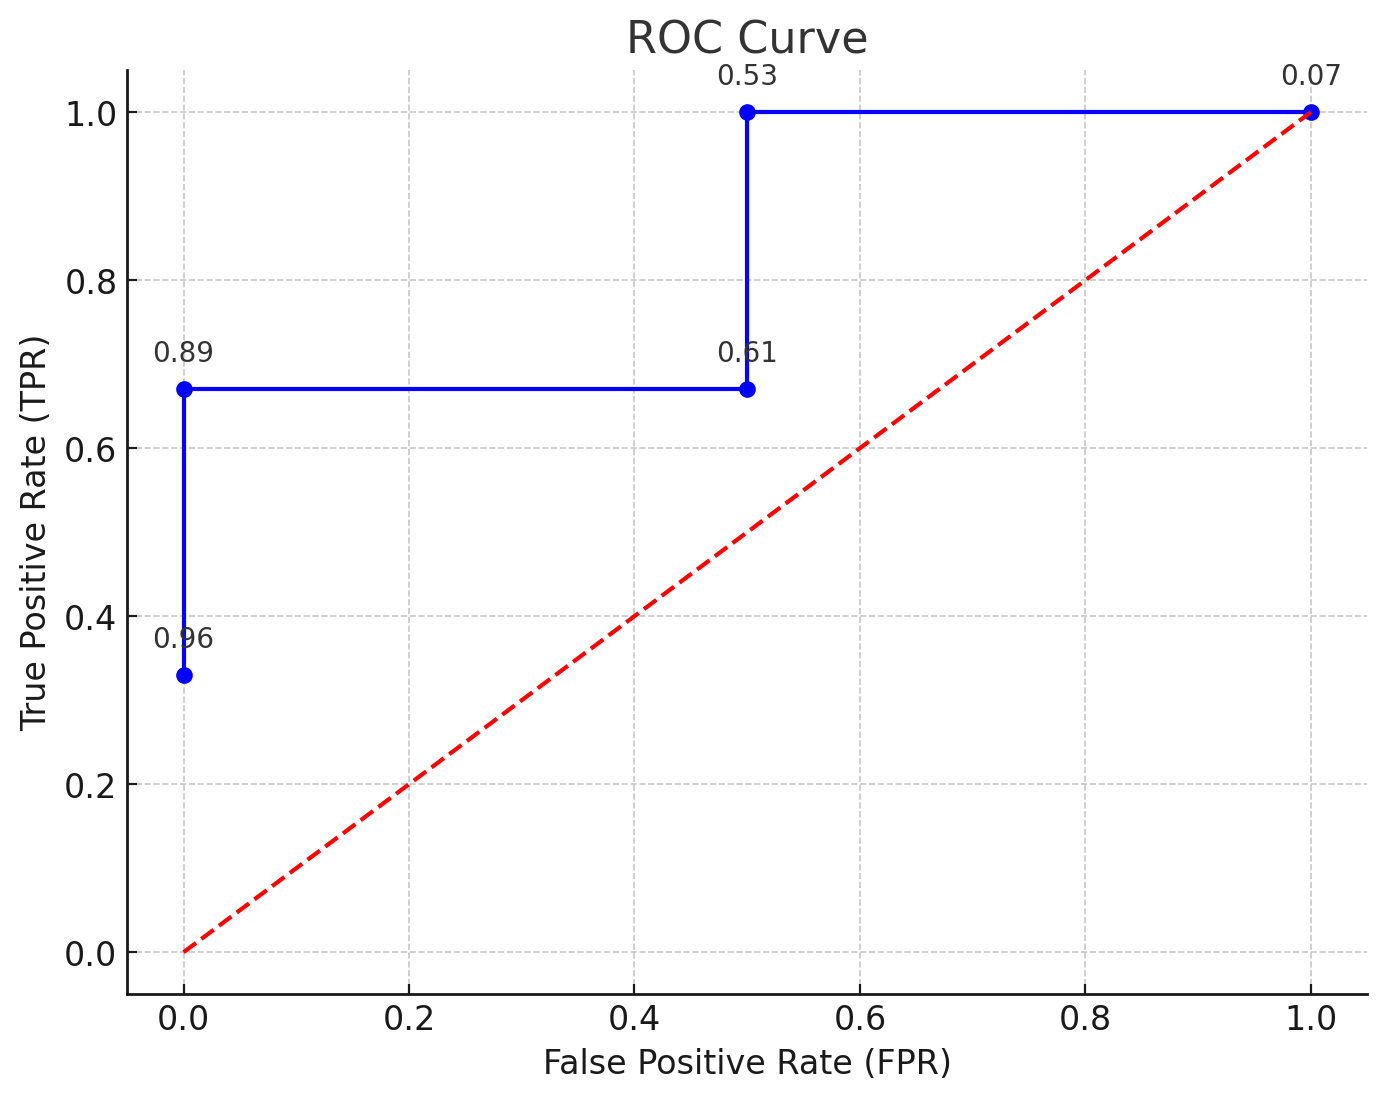 ROC Curve
0.53
0.07
1.0
0.8
0.89
0.61
0.6
0.4
0.96
0.2
0.0
True Positive Rate (TPR)
0.0 0.2 0.4 0.6 0.8 1.0
False Positive Rate (FPR)